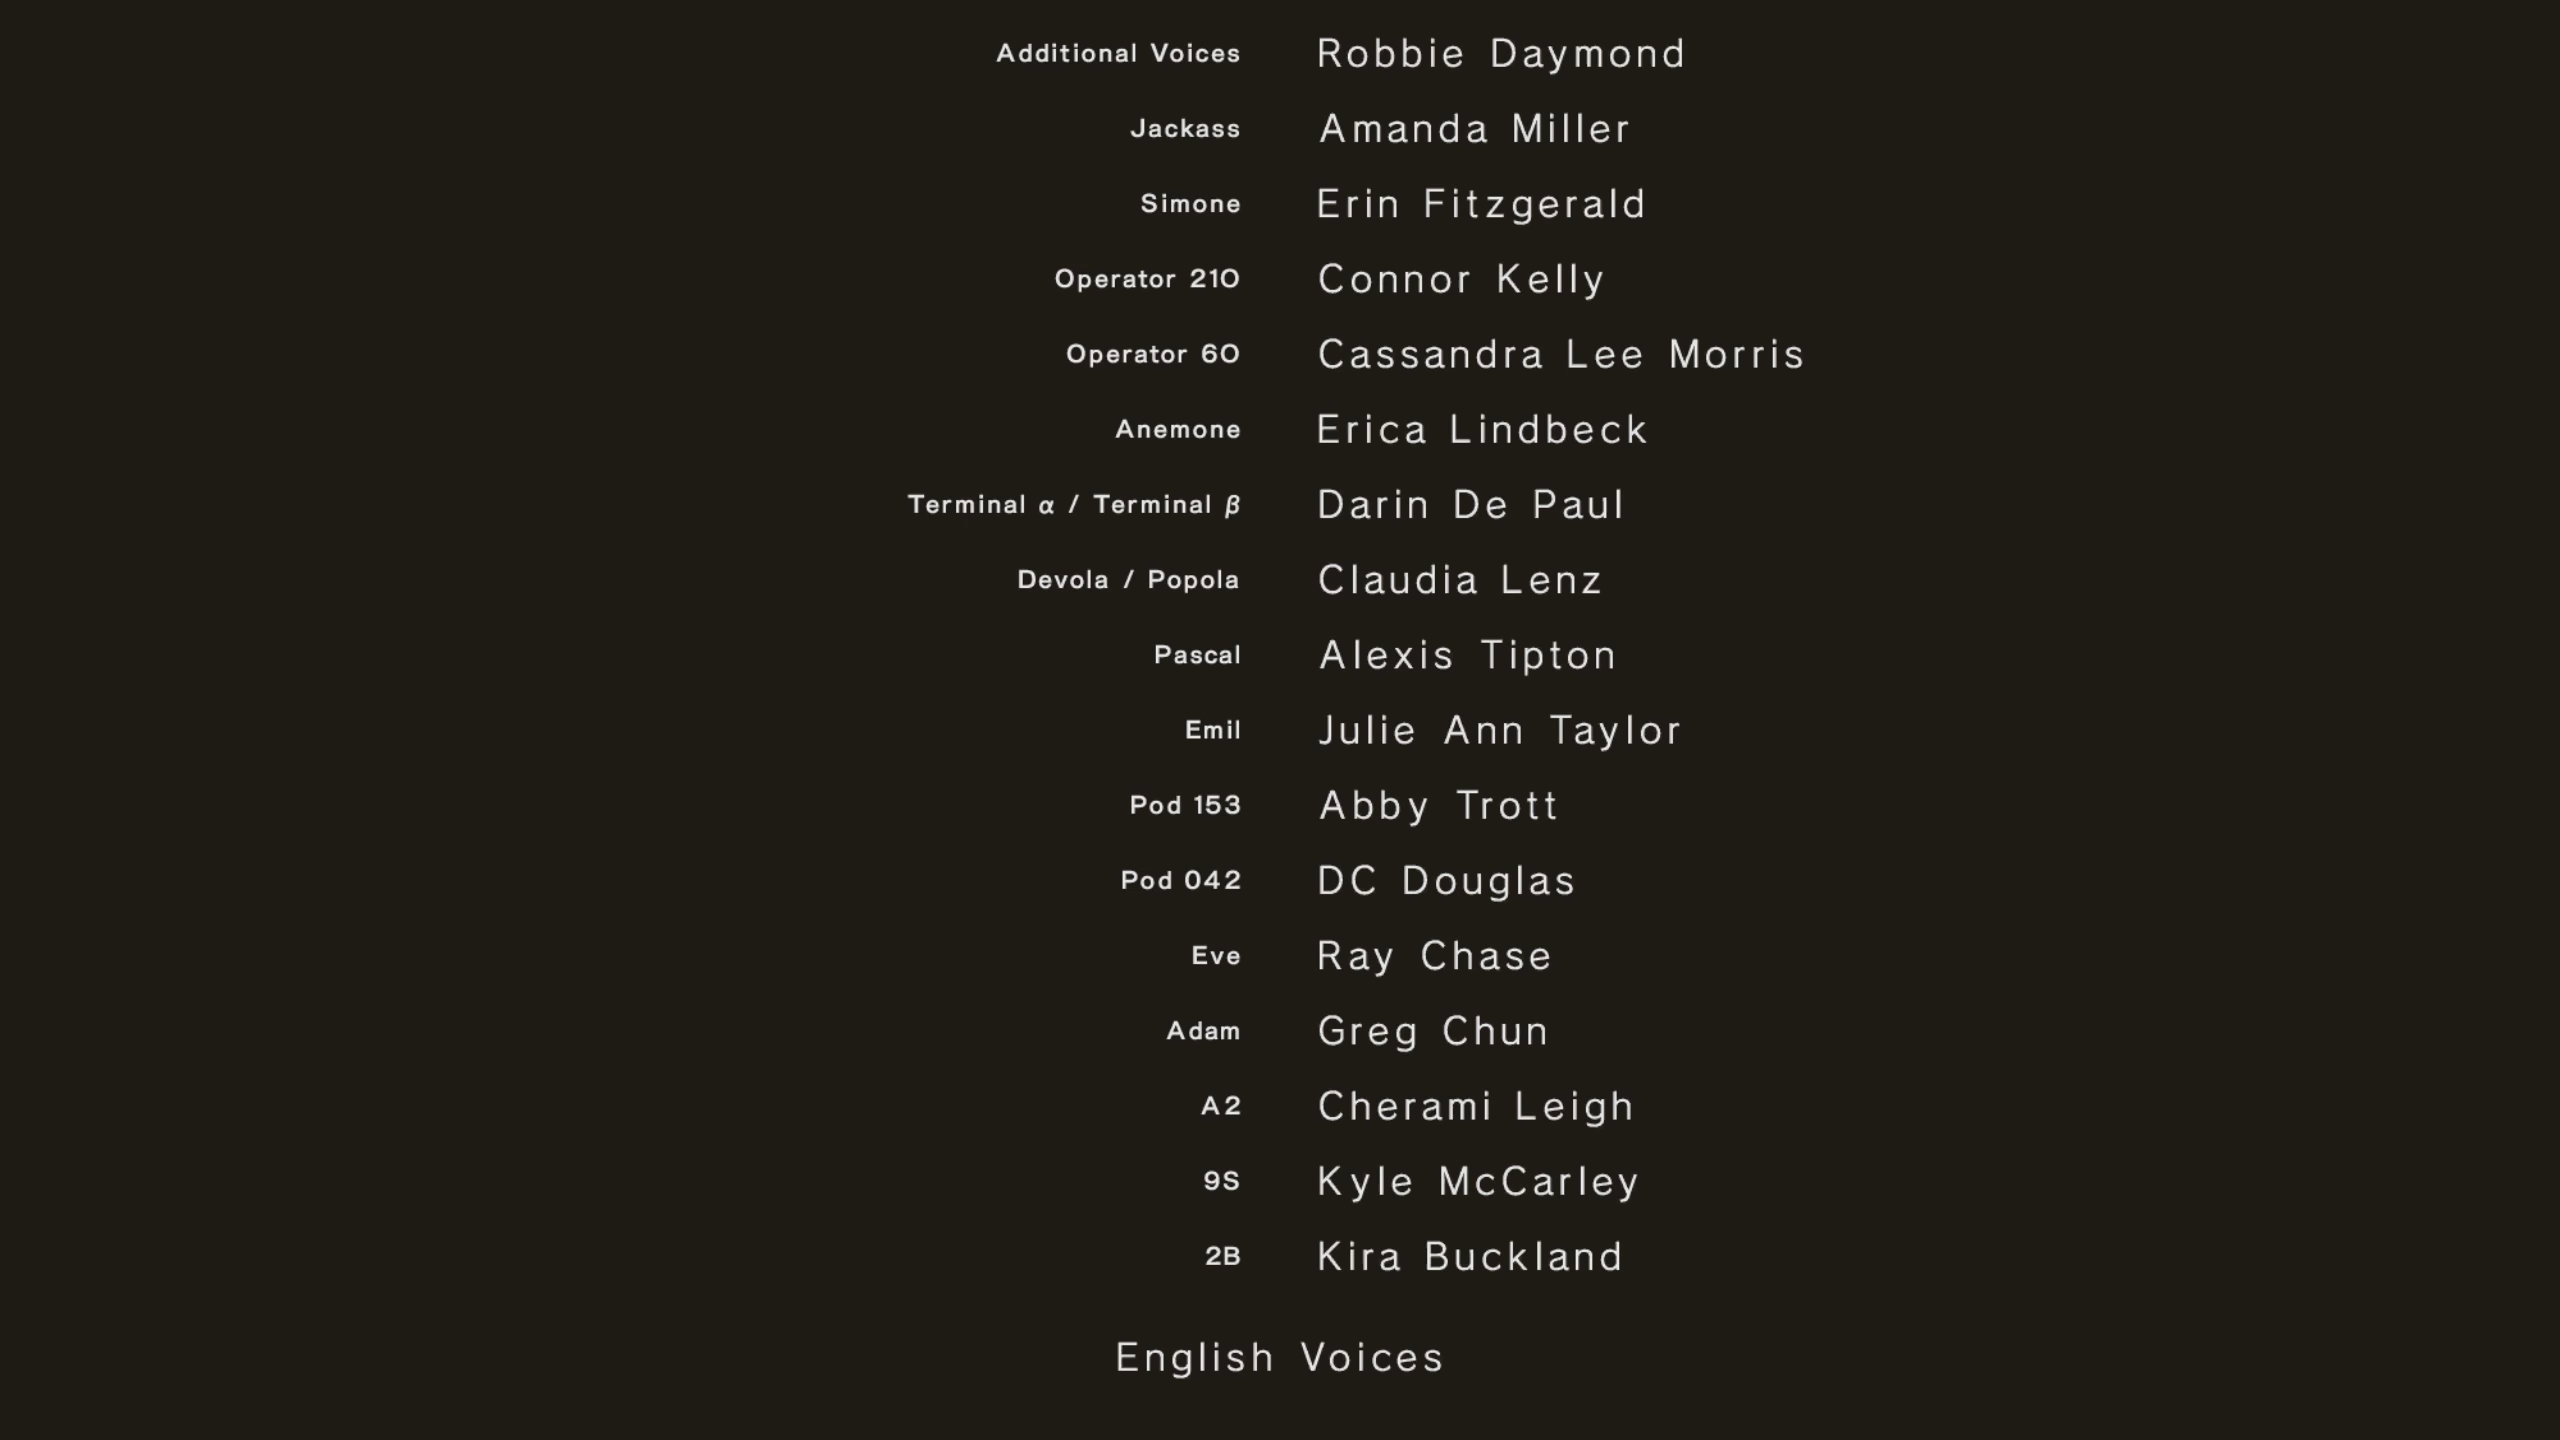 Additional Voices Robbie Daymond
Jackass Amanda Miller
Simone Erin Fitzgerald
Operator 21O Connor Kelly
Operator 6O Cassandra Lee Morris
Anemone Erica Lindbeck
Terminal α / Terminal β Darin De Paul
Devola / Popola Claudia Lenz
Pascal Alexis Tipton
Emil Julie Ann Taylor
Pod 153 Abby Trott
Pod 042 DC Douglas
Eve Ray Chase
Adam Greg Chun
A2 Cherami Leigh
9S Kyle McCarley
2B Kira Buckland
English Voices